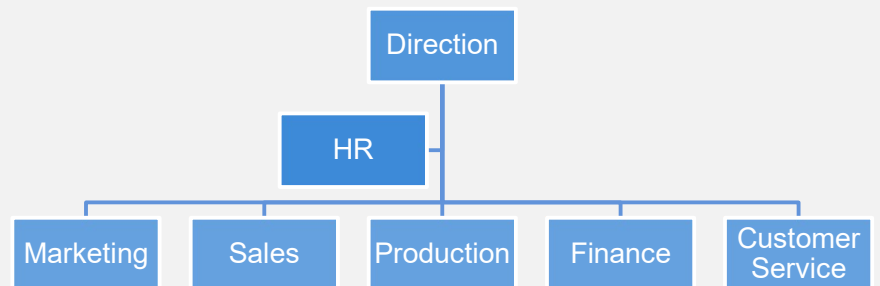 Direction
HR
Marketing
Sales
Production
Finance
Customer
Service